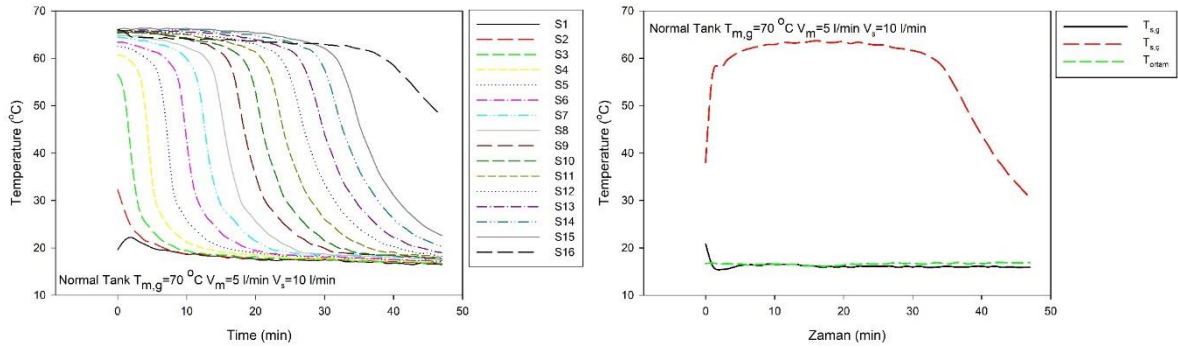 70
60
50
40
30
20
10
Temperature (°C)
Normal Tank Tm,g=70 °C Vm=5 l/min Vs=10 l/min
0 10 20 30 40 50
Time (min)
S1
S2
S3
S4
S5
S6
S7
S8
S9
S10
S11
S12
S13
S14
S15
S16
70
60
50
40
30
20
10
Temperature (°C)
Normal Tank Tm,g=70 °C Vm=5 l/min Vs=10 l/min
0 10 20 30 40 50
Zaman (min)
Ts,g
Ts,ç
Tortam